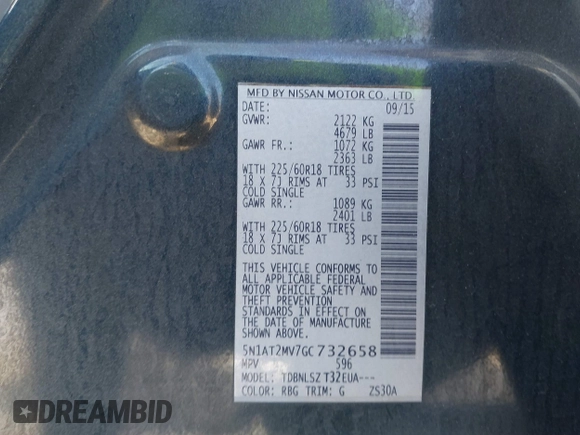 MFD BY NISSAN MOTOR CO., LTD.
DATE: 09/15
GVWR: 2122 KG
4679 LB
GAWR FR.: 1072 KG
2363 LB
WITH 225/60R18 TIRES
18 X 7J RIMS AT 33 PSI
COLD SINGLE
GAWR RR.: 1089 KG
2401 LB
WITH 225/60R18 TIRES
18 X 7J RIMS AT 33 PSI
COLD SINGLE
THIS VEHICLE CONFORMS TO
ALL APPLICABLE FEDERAL
MOTOR VEHICLE SAFETY AND
THEFT PREVENTION
STANDARDS IN EFFECT ON
THE DATE OF MANUFACTURE
SHOWN ABOVE.
5N1AT2MV7GC732658
MPV 596
MODEL: TDBNLSZ T32EUA---
COLOR: RBG TRIM: G ZS30A
DREAMBID
DREAMBID